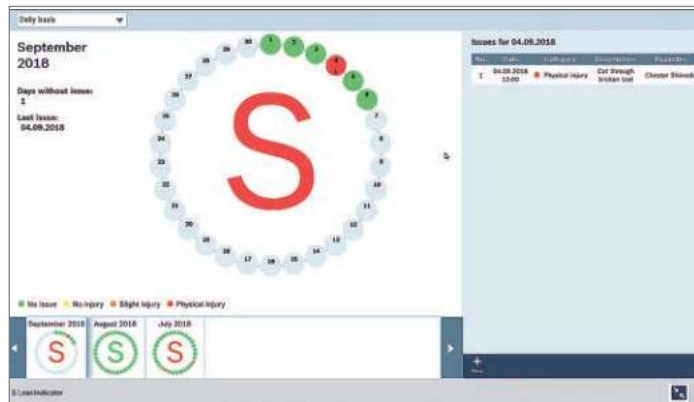 Daily basis
September
2018
Days without issue:
1
Last issue:
04.09.2018
S
1
2
3
4
1
5
6
7
8
9
10
11
12
13
14
15
16
17
18
19
20
21
22
23
24
25
26
27
28
29
30
No issue
No injury
Slight injury
Physical injury
September 2018
August 2018
July 2018
S
S
S
Issues for 04.09.2018
No.
Date
Category
Description
1
04.09.2018
12:00
Physical injury
Cut through
broken tool
Chester
+
New
S LeanIndicator